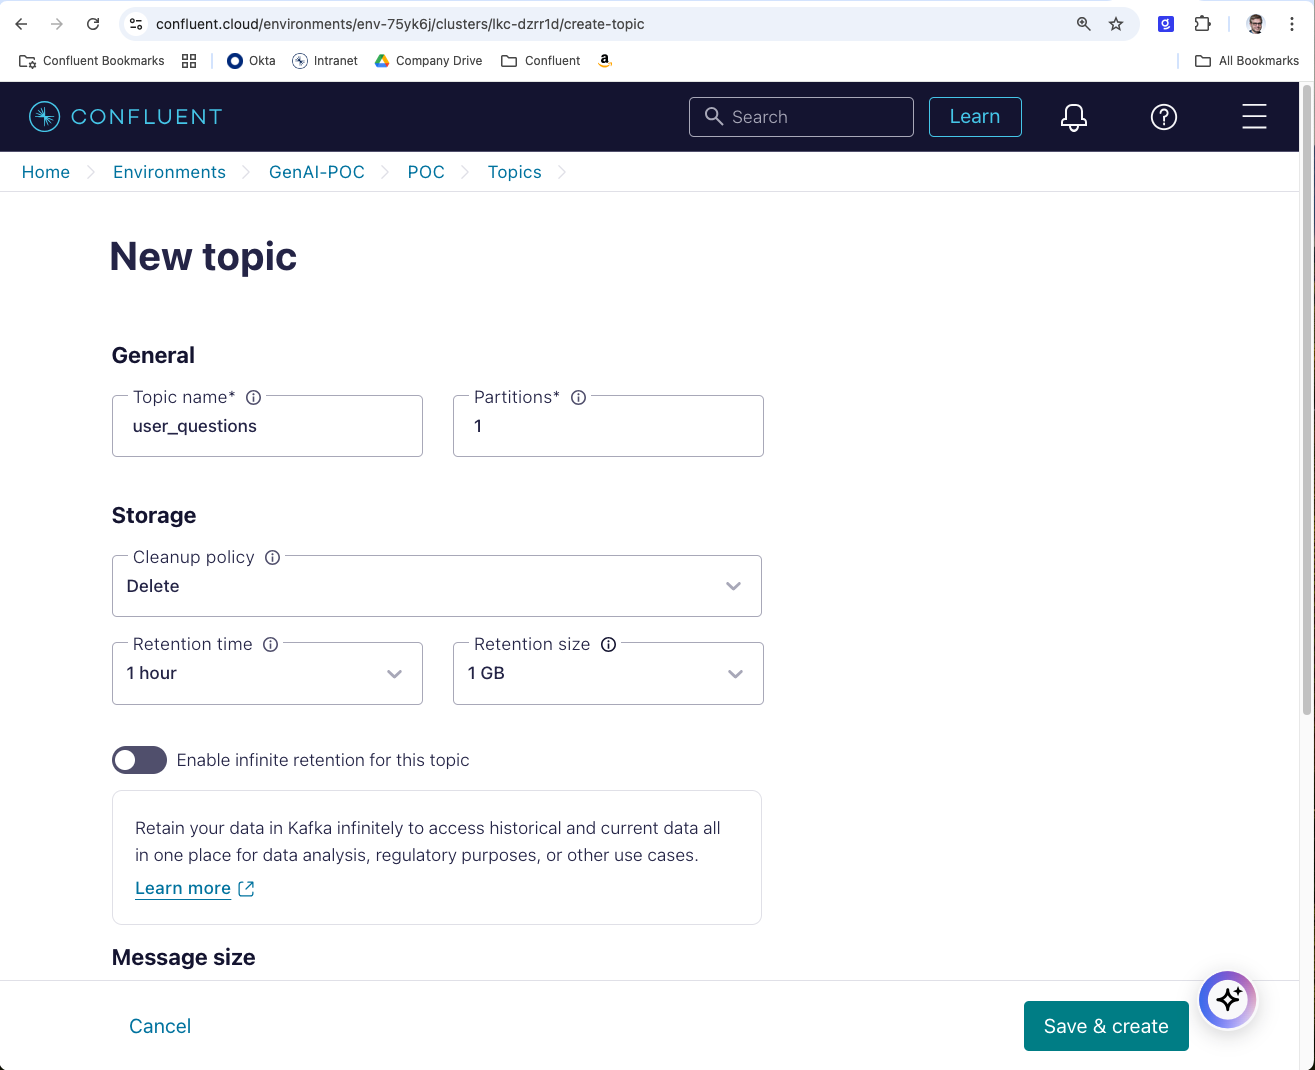 confluent.cloud/environments/env-75yk6j/clusters/lkc-dzrr1d/create-topic
Confluent Bookmarks
Okta
Intranet
Company Drive
Confluent
a
All Bookmarks
CONFLUENT
Search
Learn
Home
Environments
GenAI-POC
POC
Topics
New topic
General
Topic name*
user_questions
Partitions*
1
Storage
Cleanup policy
Delete
Retention time
1 hour
Retention size
1 GB
Enable infinite retention for this topic
Retain your data in Kafka infinitely to access historical and current data all
in one place for data analysis, regulatory purposes, or other use cases.
Learn more
Message size
Cancel
Save & create